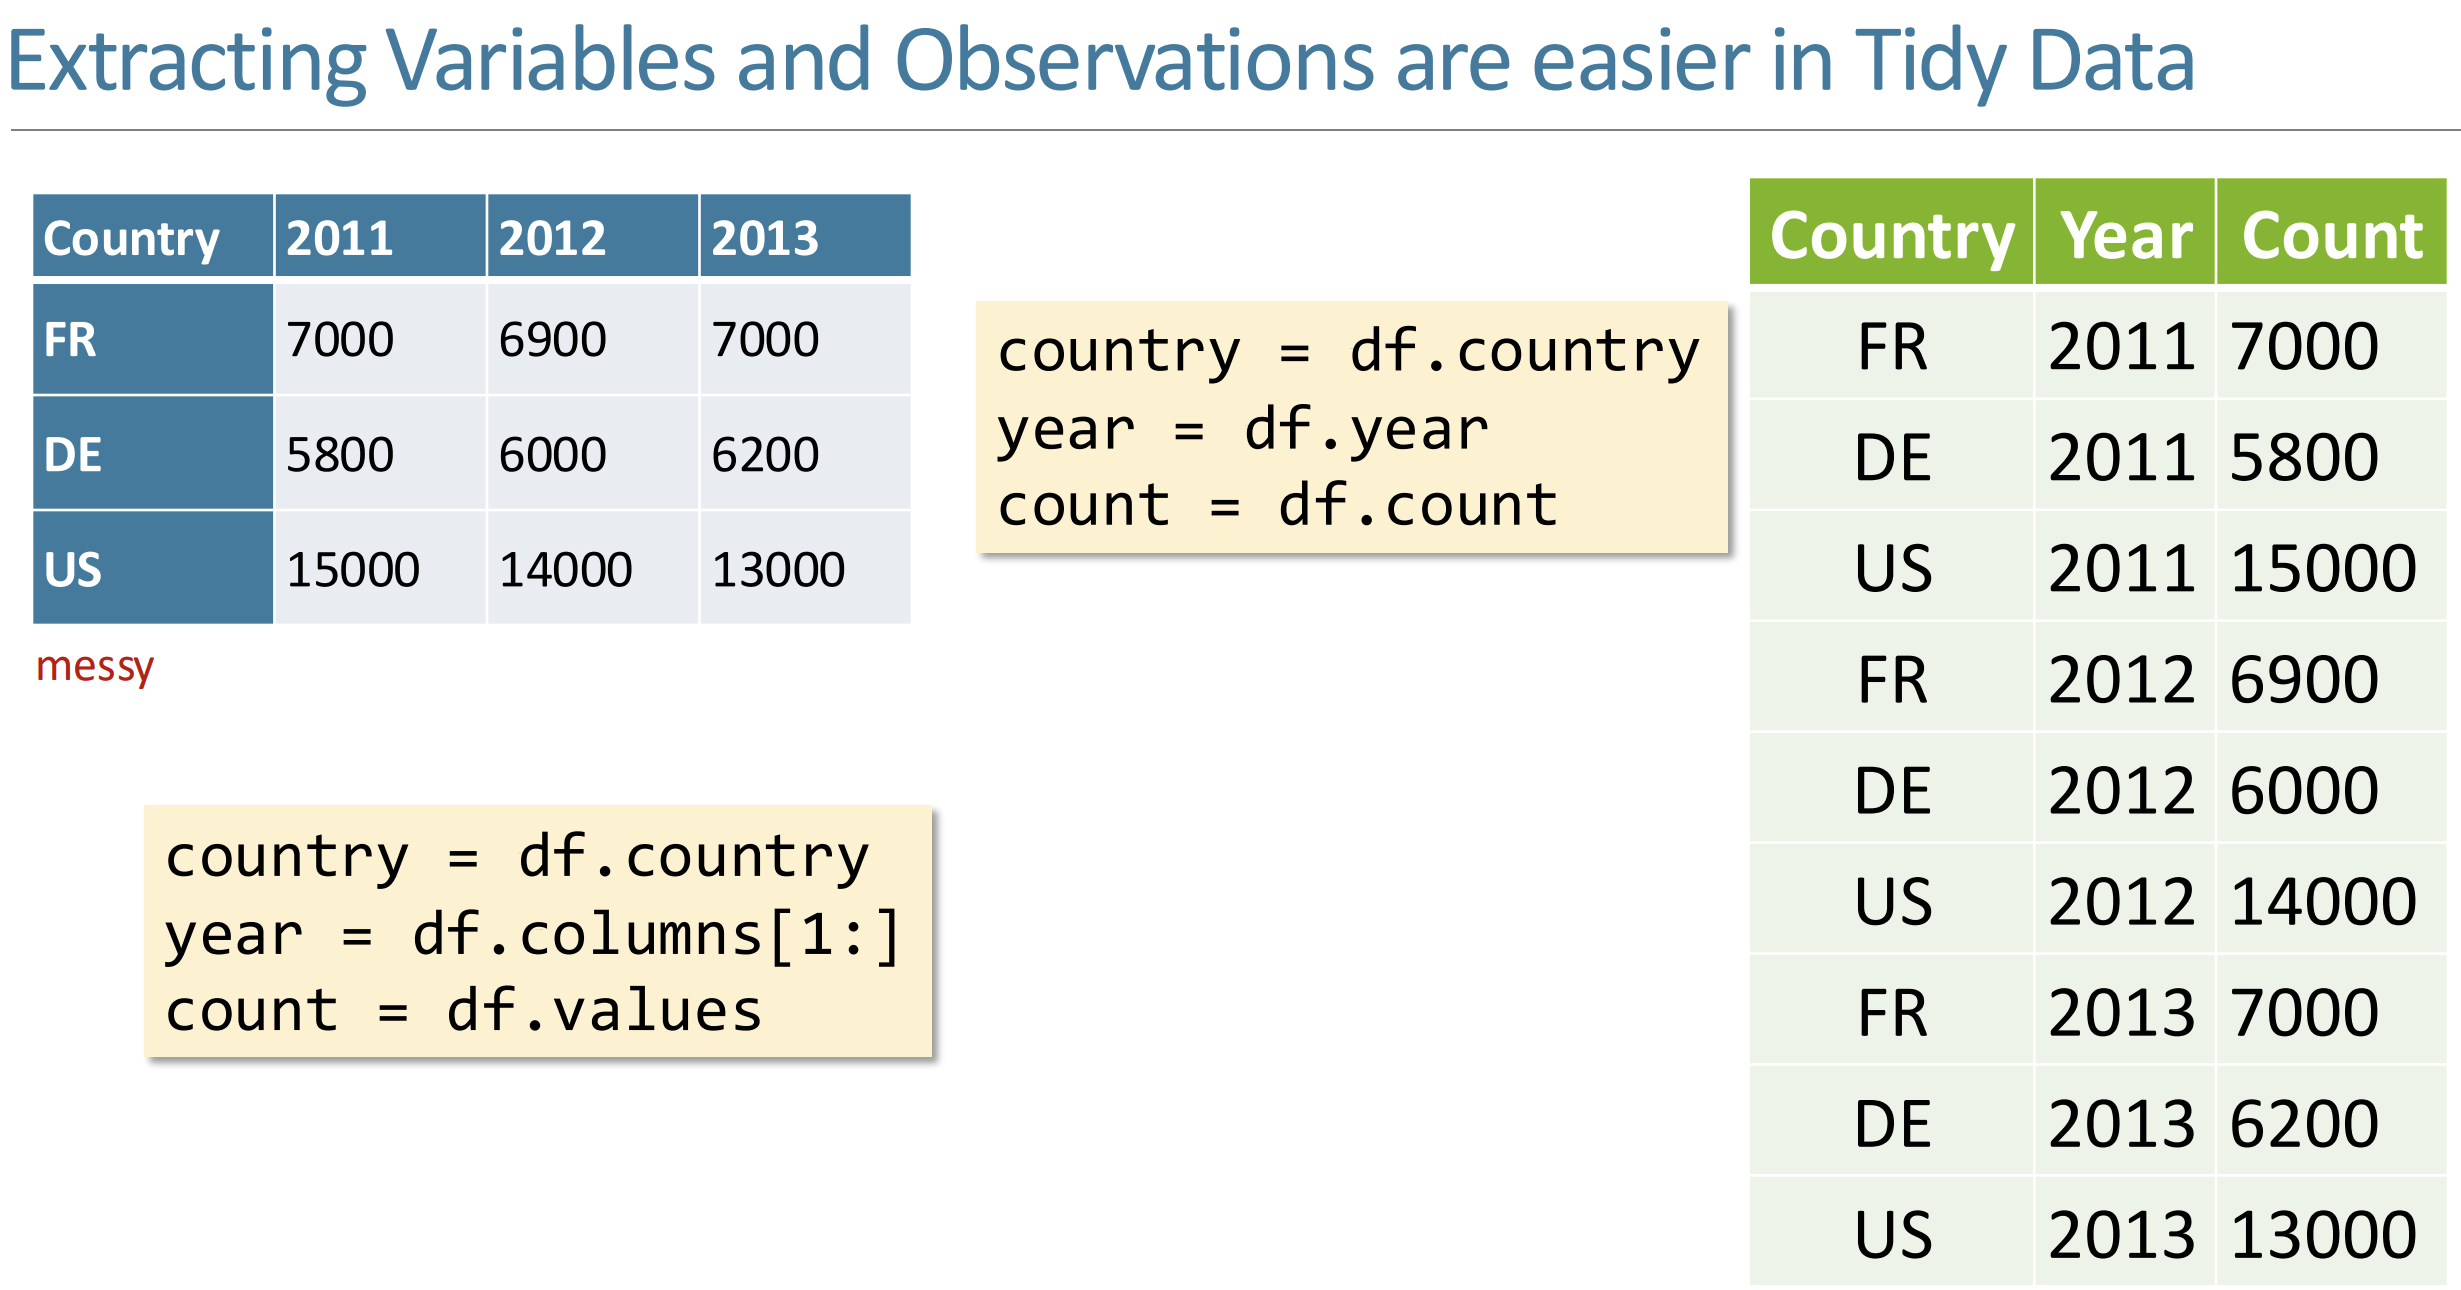 Extracting Variables and Observations are easier in Tidy Data
Country 2011 2012 2013
FR 7000 6900 7000
DE 5800 6000 6200
US 15000 14000 13000
messy
country = df.country
year = df.columns[1:]
count = df.values
country = df.country
year = df.year
count = df.count
Country Year Count
FR 2011 7000
DE 2011 5800
US 2011 15000
FR 2012 6900
DE 2012 6000
US 2012 14000
FR 2013 7000
DE 2013 6200
US 2013 13000